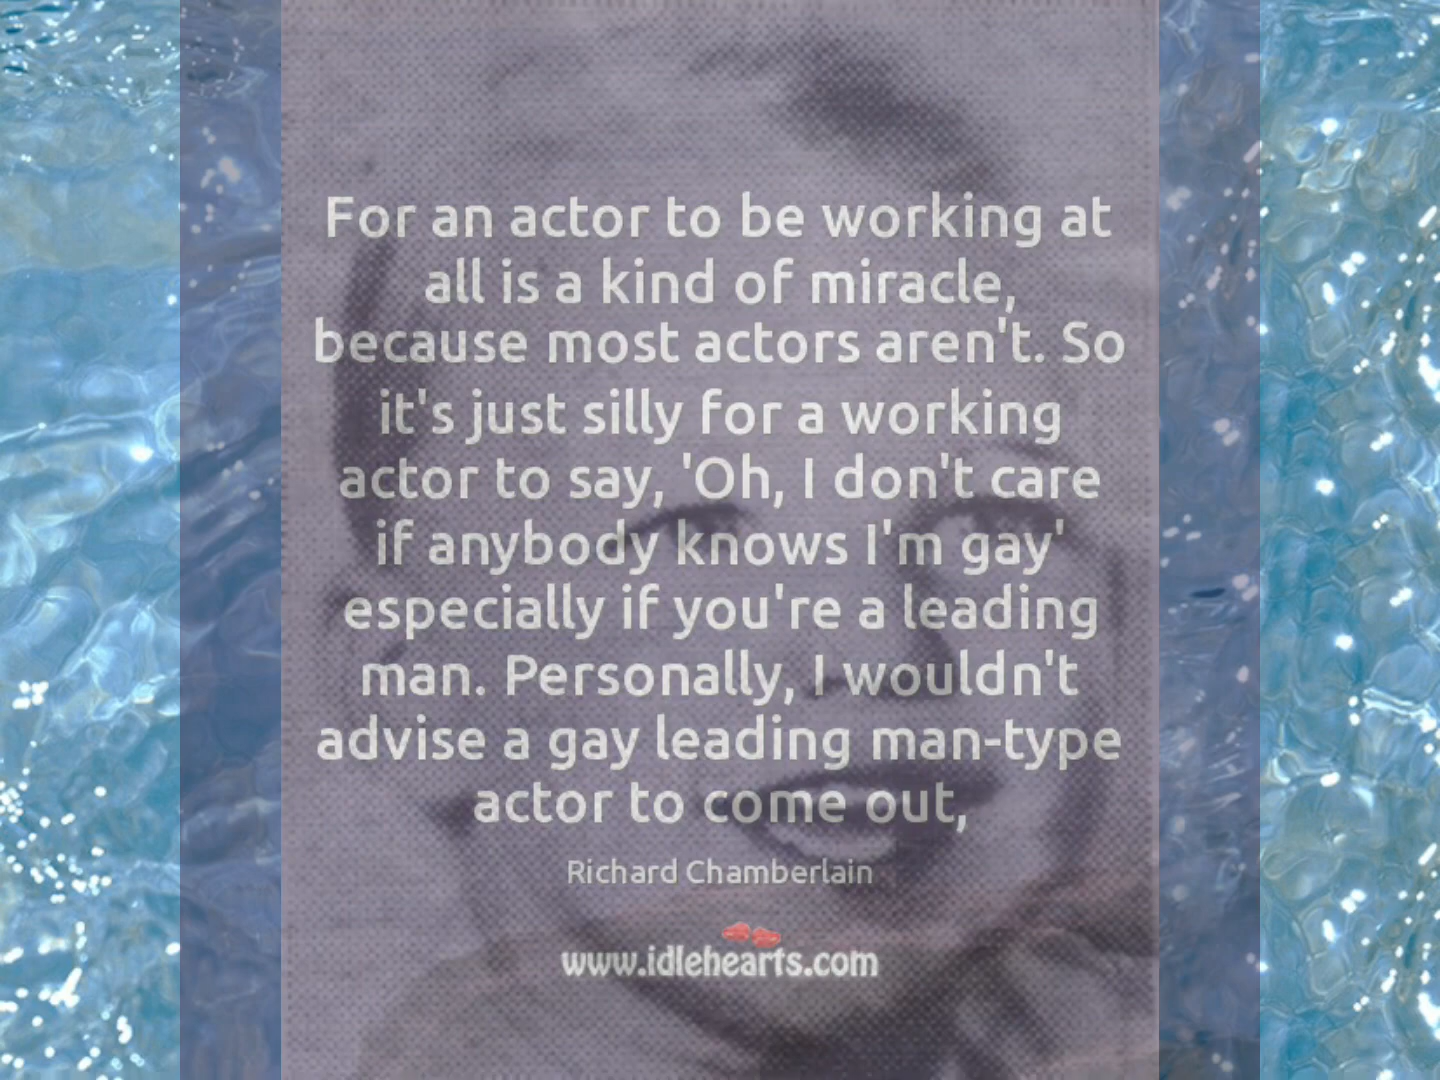 For an actor to be working at
all is a kind of miracle,
because most actors aren't. So
it's just silly for a working
actor to say, 'Oh, I don't care
if anybody knows I'm gay'
especially if you're a leading
man. Personally, I wouldn't
advise a gay leading man-type
actor to come out,
Richard Chamberlain
www.idlehearts.com